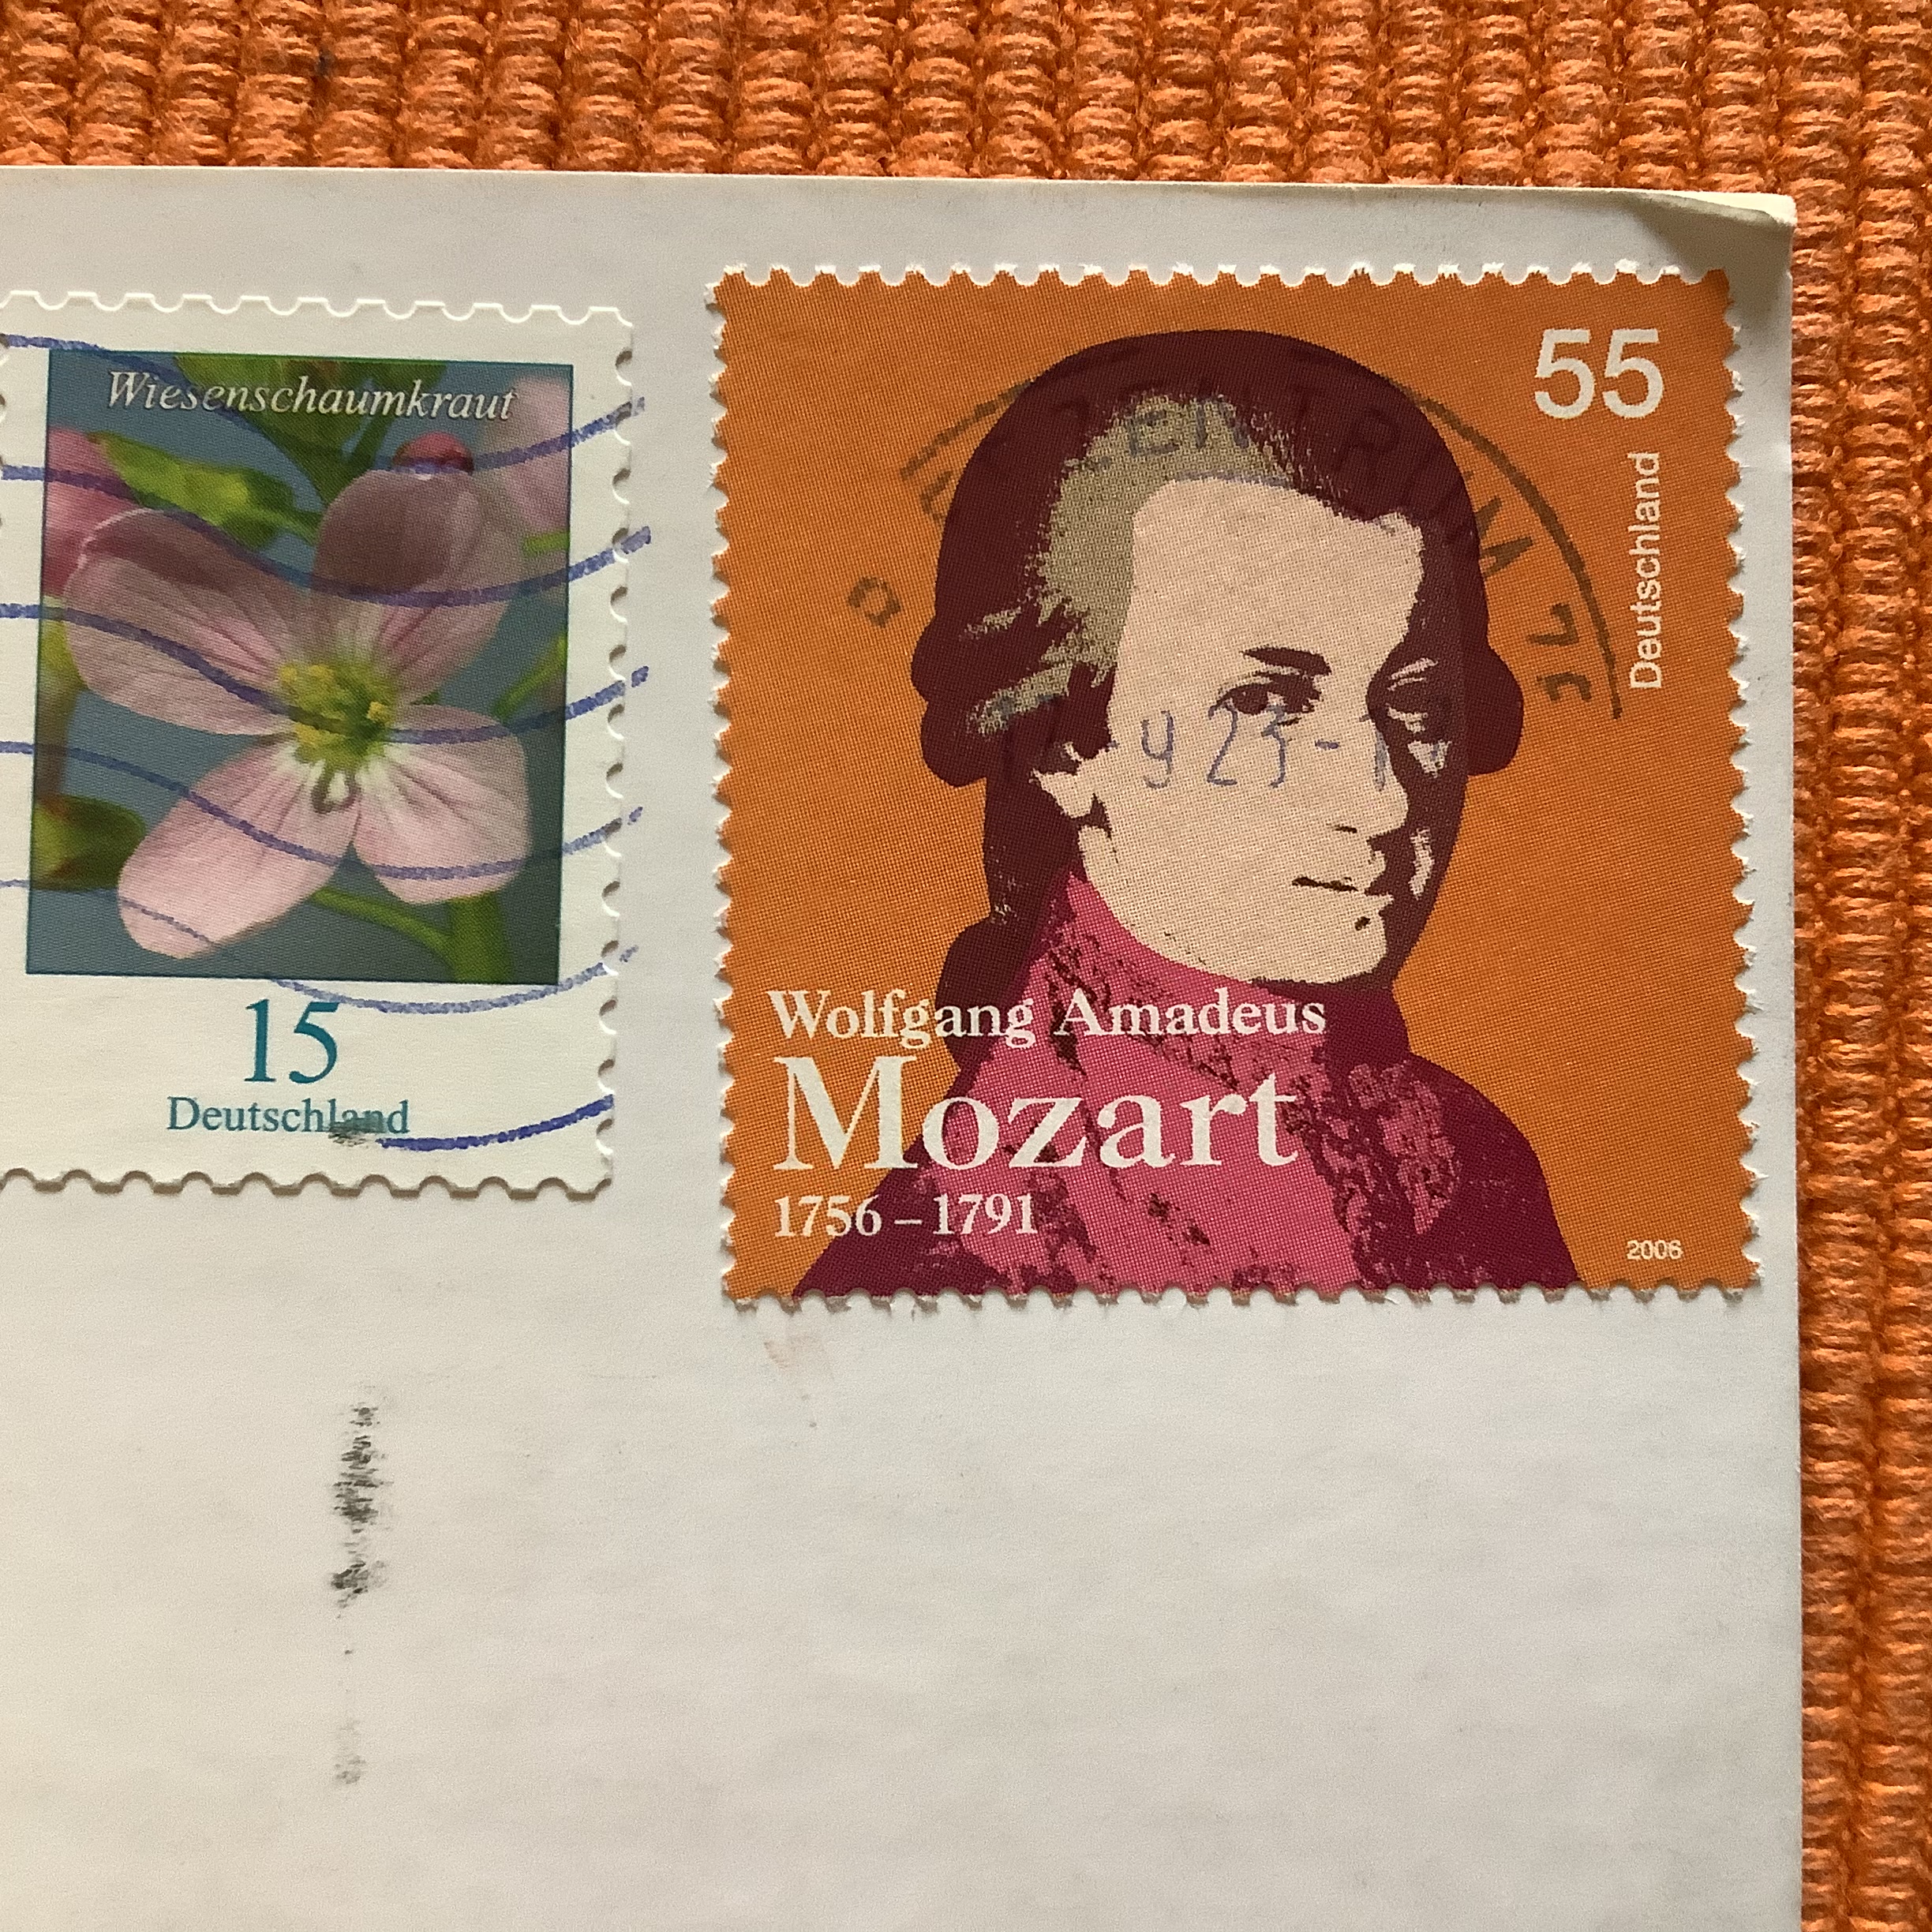 Wiesenschaumkraut
15
Deutschland
55
Deutschland
Wolfgang Amadeus
Mozart
1756 – 1791
2006